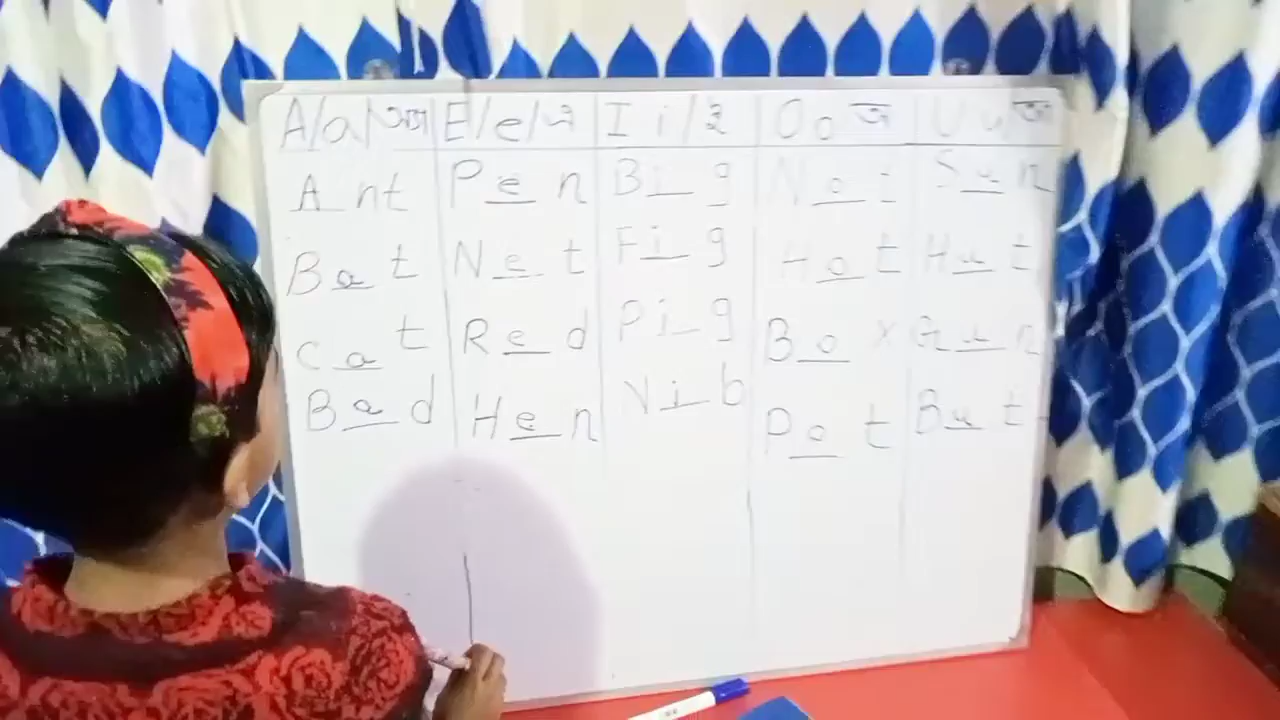 A/a/অ্যা E/e/এ I i/ই O o অ U u/আ
Ant Pen Big Not Sun
Bat Net Fig Hot Hut
cat Red Pig Box Gun
Bad Hen Nib Pot But